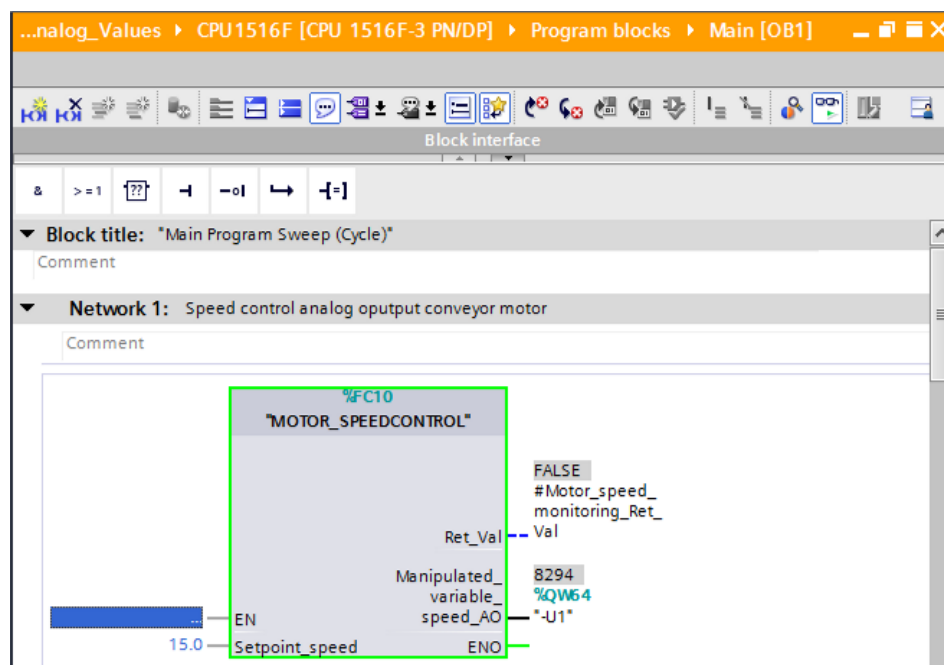 ...nalog_Values ▸ CPU1516F [CPU 1516F-3 PN/DP] ▸ Program blocks ▸ Main [OB1]
Block interface
& >=1 ?? ⊣ —o| ↦ -[=]
Block title: "Main Program Sweep (Cycle)"
Comment
Network 1: Speed control analog oputput conveyor motor
Comment
%FC10
"MOTOR_SPEEDCONTROL"
FALSE
#Motor_speed_
monitoring_Ret_
Ret_Val Val
Manipulated_ 8294
variable_ %QW64
... EN speed_AO "-U1"
15.0 Setpoint_speed ENO